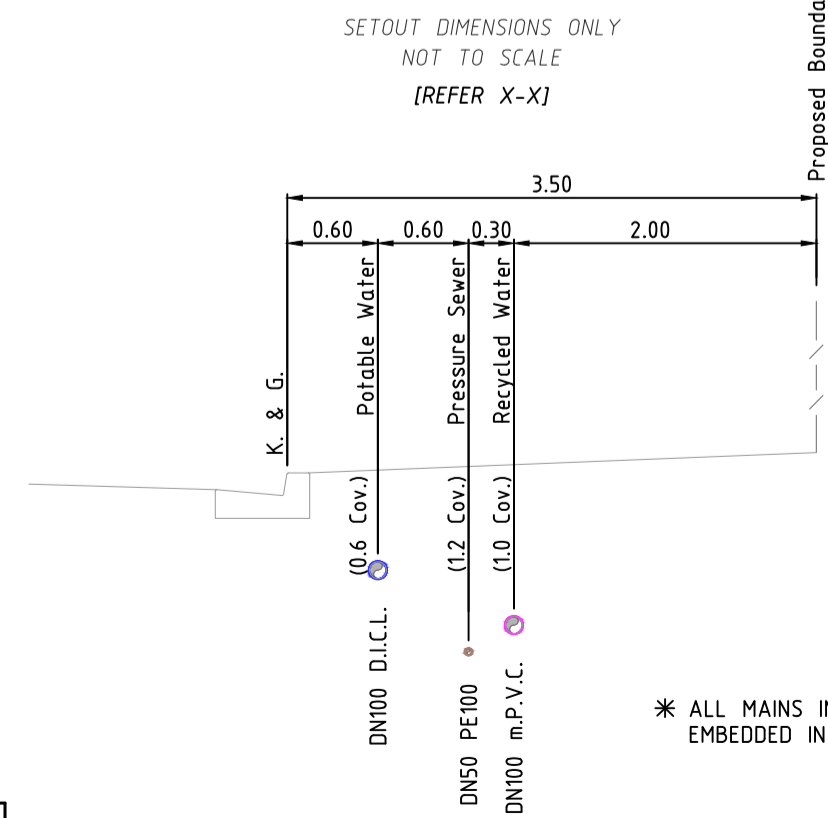 SETOUT DIMENSIONS ONLY
NOT TO SCALE
[REFER X-X]
Proposed Bounda
3.50
0.60
0.60
0.30
2.00
K. & G.
Potable Water
(0.6 Cov.)
DN100 D.I.C.L.
Pressure Sewer
(1.2 Cov.)
DN50 PE100
Recycled Water
(1.0 Cov.)
DN100 m.P.V.C.
✳ ALL MAINS IN
EMBEDDED IN